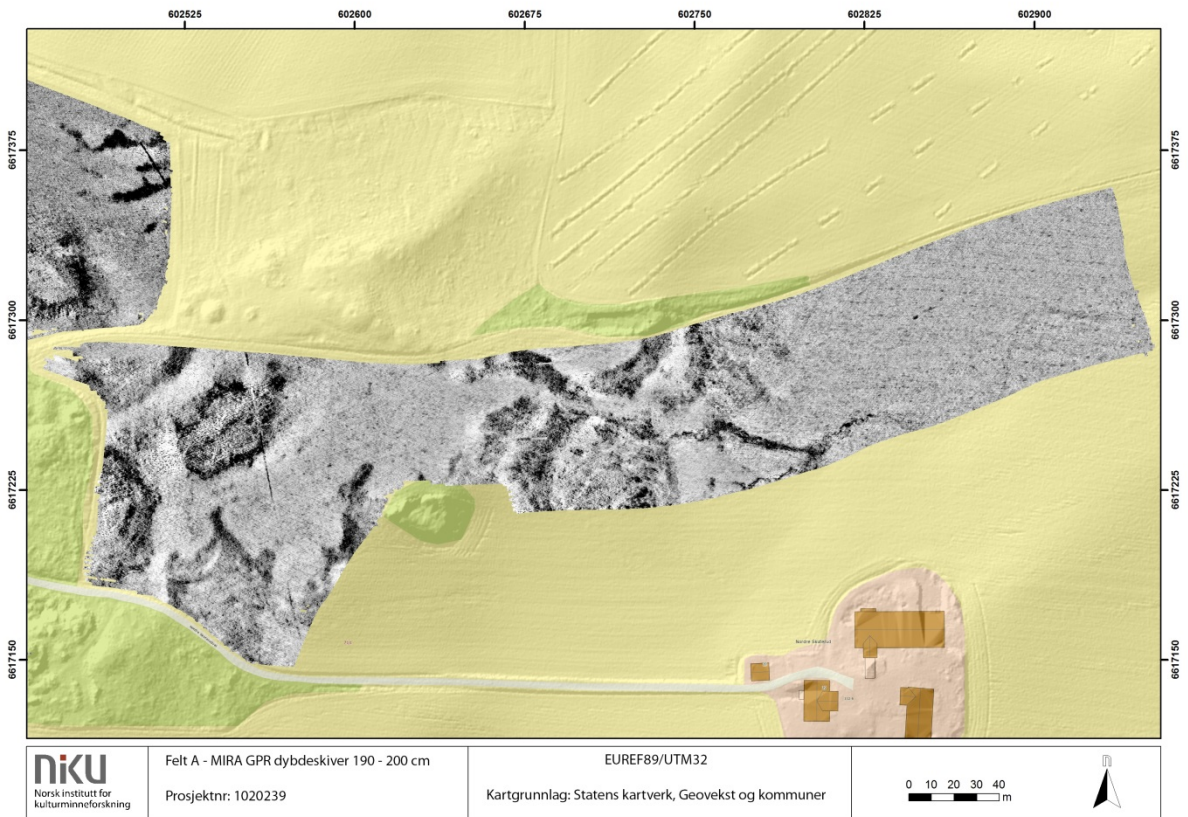 602525 602600 602675 602750 602825 602900
6617375 6617375
6617300 6617300
6617225 6617225
6617150 6617150
niku
Norsk institutt for
kulturminneforskning
Felt A - MIRA GPR dybdeskiver 190 - 200 cm
Prosjektnr: 1020239
EUREF89/UTM32
Kartgrunnlag: Statens kartverk, Geovekst og kommuner
0 10 20 30 40
m
n